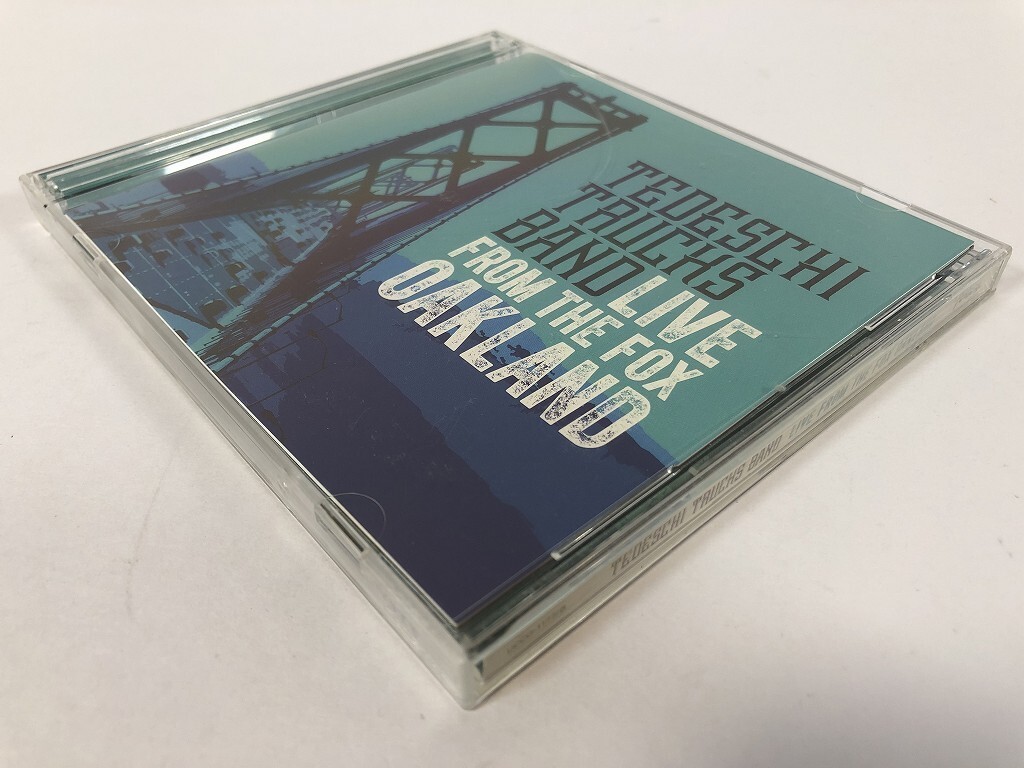 TEDESCHI
TRUCKS
BAND LIVE
FROM THE FOX
OAKLAND
TEDESCHI TRUCKS BAND LIVE FROM THE FOX